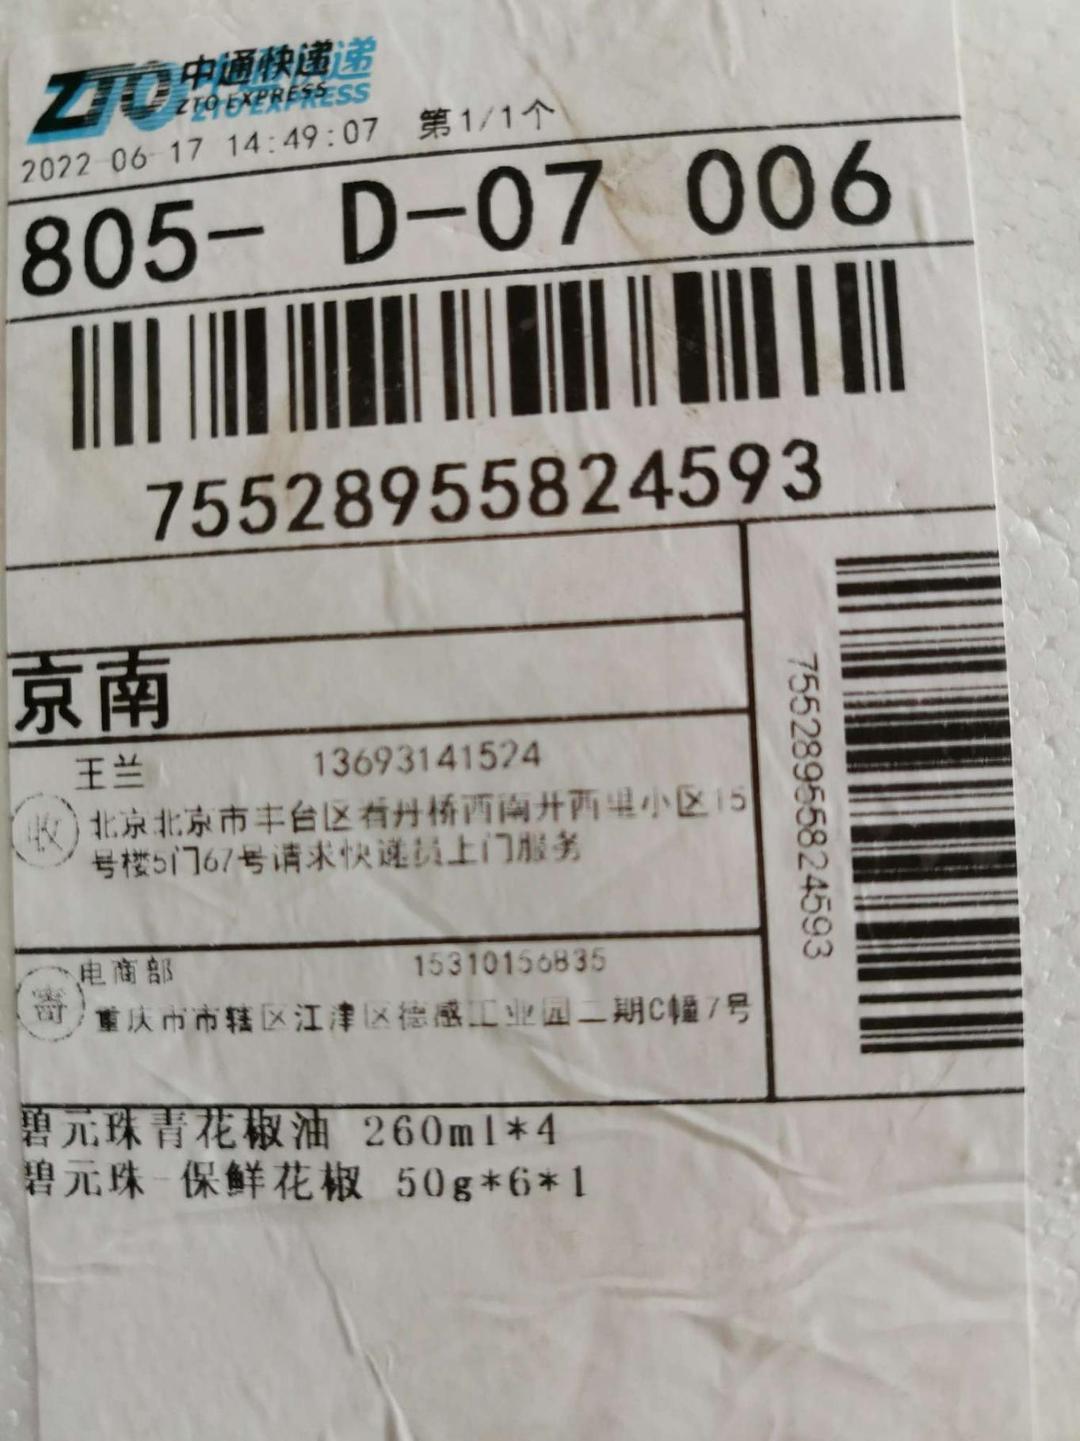 ZTO 中通快递
ZTO EXPRESS
2022-06-17 14:49:07 第1/1个
805- D-07 006
75528955824593
京南
王兰 13693141524
收 北京北京市丰台区看丹桥西南开西里小区15
号楼5门67号请求快递员上门服务
75528955824593
电商部 15310156835
寄 重庆市市辖区江津区德感工业园二期C幢7号
碧元珠青花椒油 260ml*4
碧元珠-保鲜花椒 50g*6*1